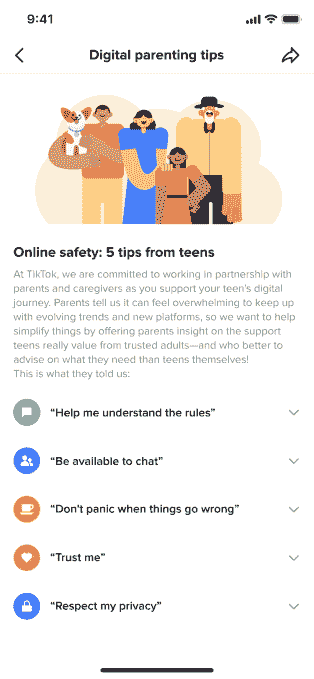 9:41
Digital parenting tips
Online safety: 5 tips from teens
At TikTok, we are committed to working in partnership with
parents and caregivers as you support your teen's digital
journey. Parents tell us it can feel overwhelming to keep up
with evolving trends and new platforms, so we want to help
simplify things by offering parents insight on the support
teens really value from trusted adults—and who better to
advise on what they need than teens themselves!
This is what they told us:
“Help me understand the rules”
“Be available to chat”
“Don't panic when things go wrong”
“Trust me”
“Respect my privacy”